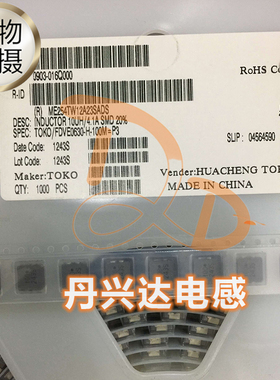 物
摄
0903-016Q000
R-ID
RoHS
(R) ME254TW12A23SADS
DESC: INDUCTOR 10UH/4.1A SMD 20%
SPEC: TOKO/FDVE0630-H-100M=P3
Date Code: 1243S
Lot Code: 1243S
SLIP : 04564590
Maker:TOKO
Vender:HUACHENG TOK
QTY: 1000 PCS
MADE IN CHINA
丹兴达电感